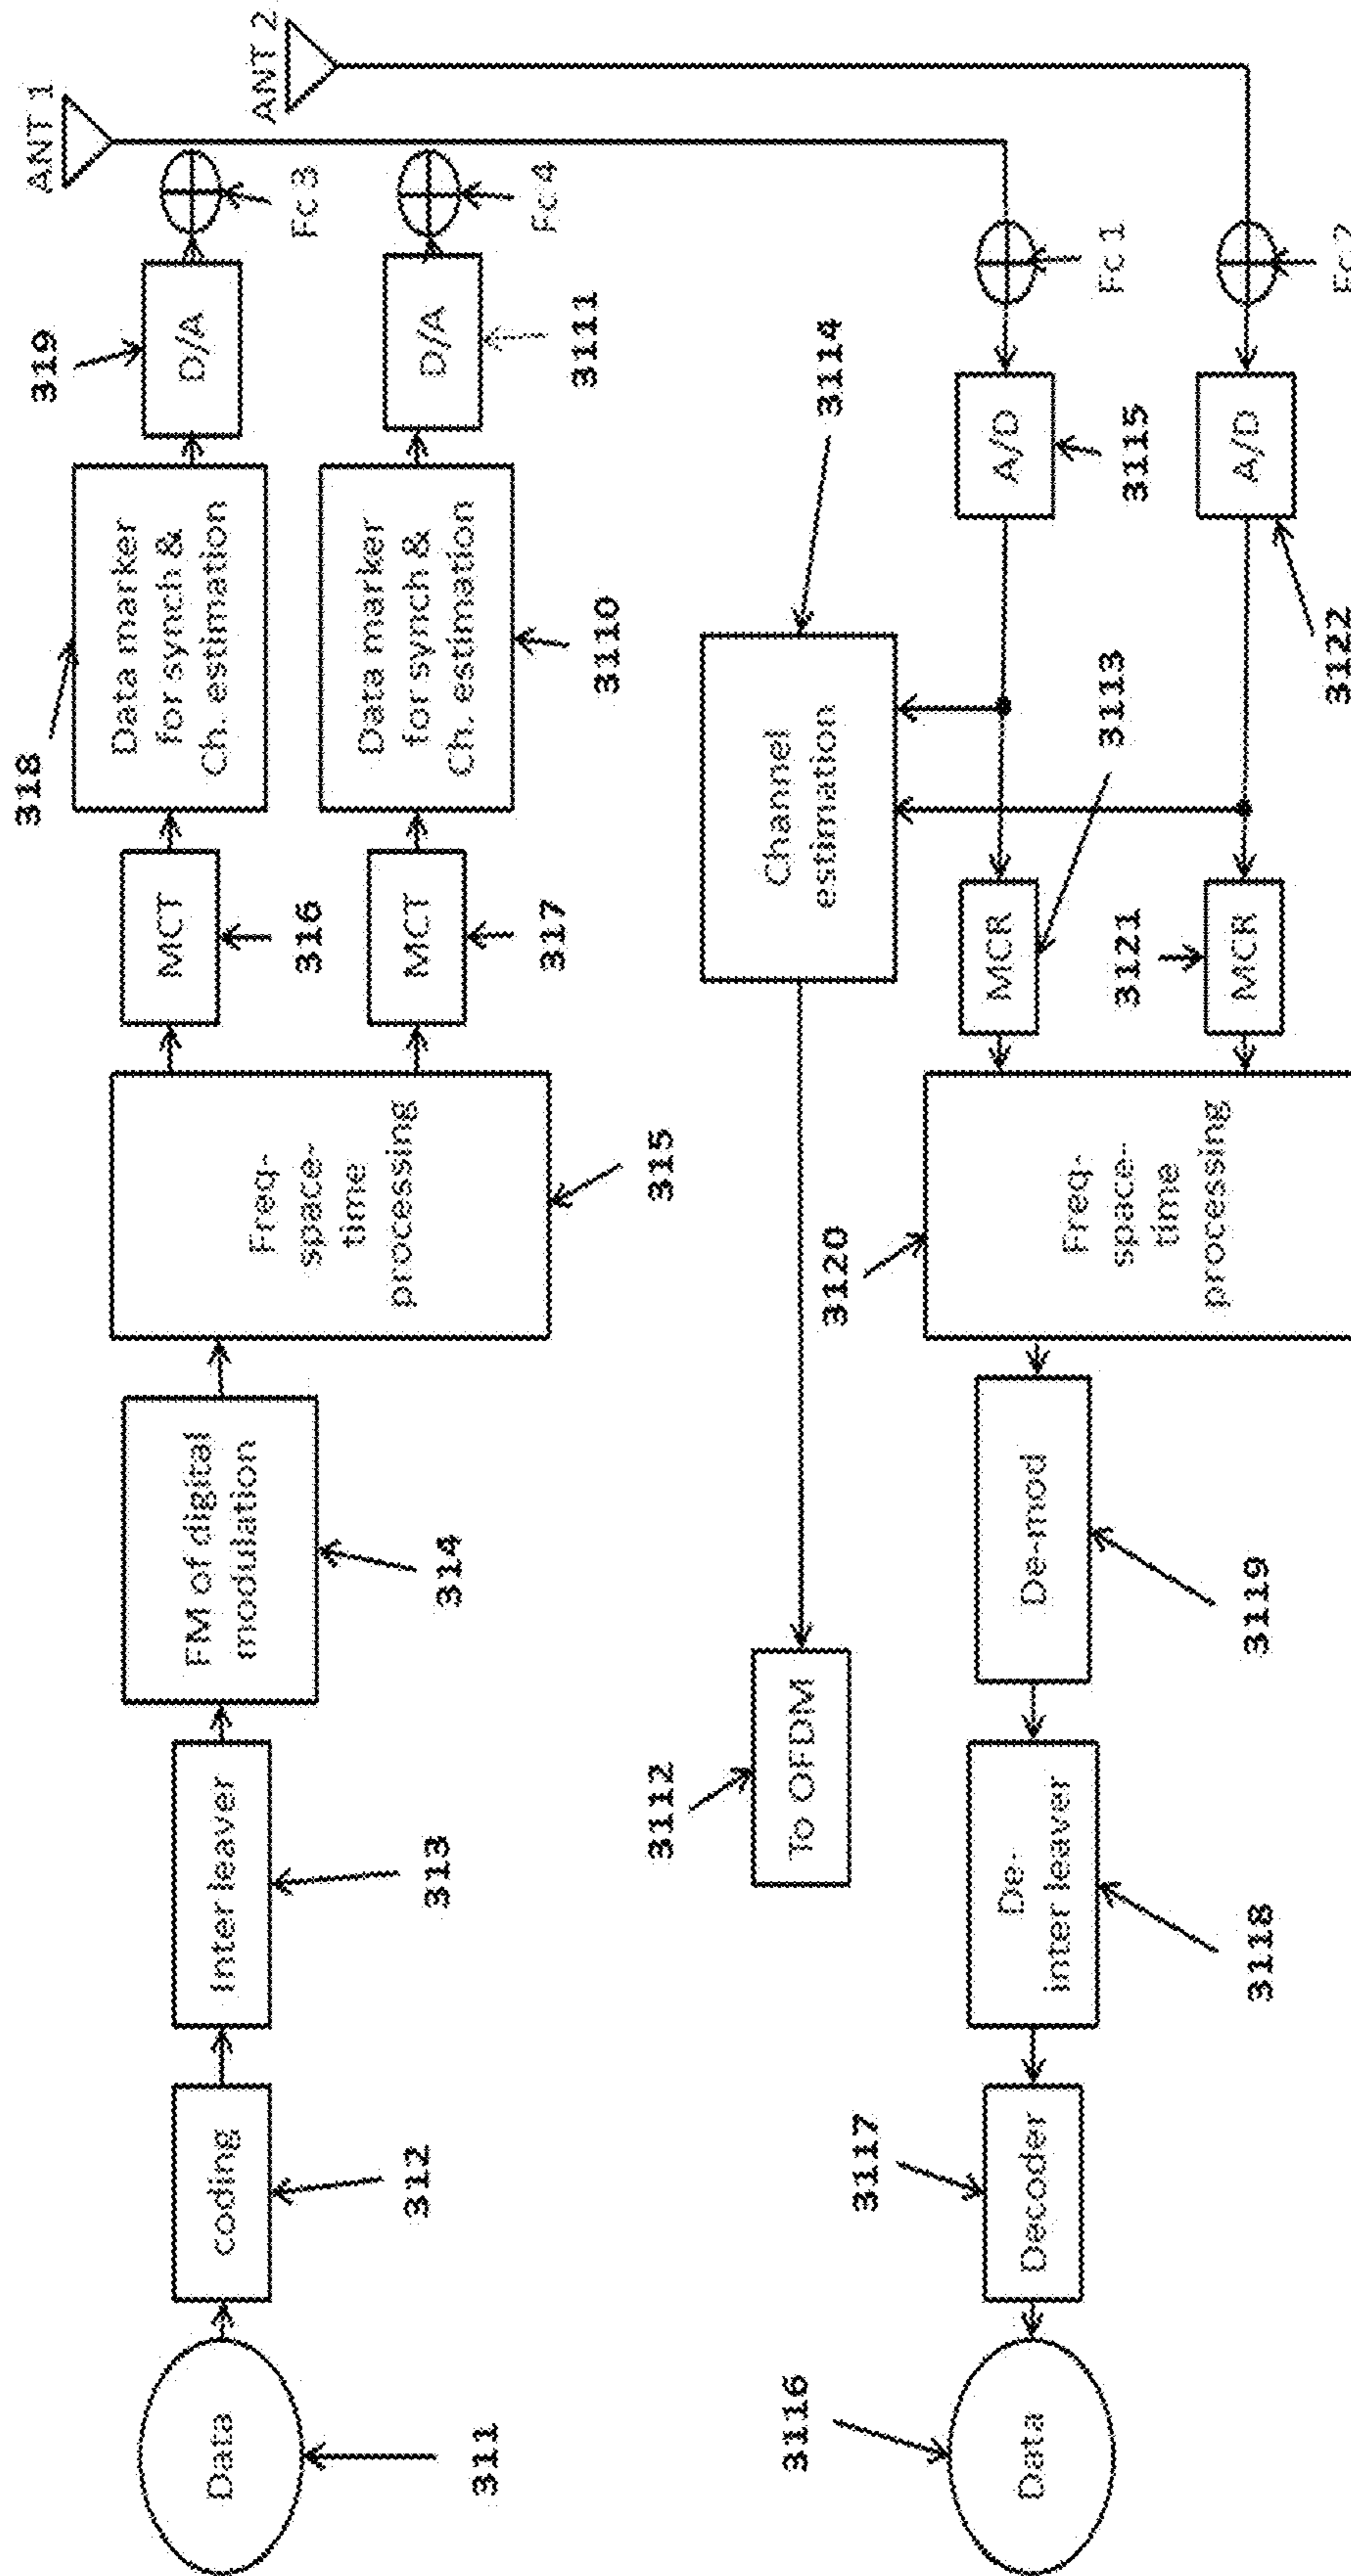 Data
311
coding
312
Inter leaver
313
FM of digital
modulation
314
Freq-
space-
time
processing
315
MCT
316
MCT
317
318
Data marker
for synch &
Ch. estimation
Data marker
for synch &
Ch. estimation
3110
319
D/A
D/A
3111
Fc 3
Fc 4
ANT 1
ANT 2
3112
To OFDM
Channel
estimation
3114
3116
Data
3117
Decoder
De-
inter leaver
3118
De-mod
3119
3120
Freq-
space-
time
processing
MCR
3113
3121
MCR
A/D
3115
A/D
3122
Fc 1
Fc 2